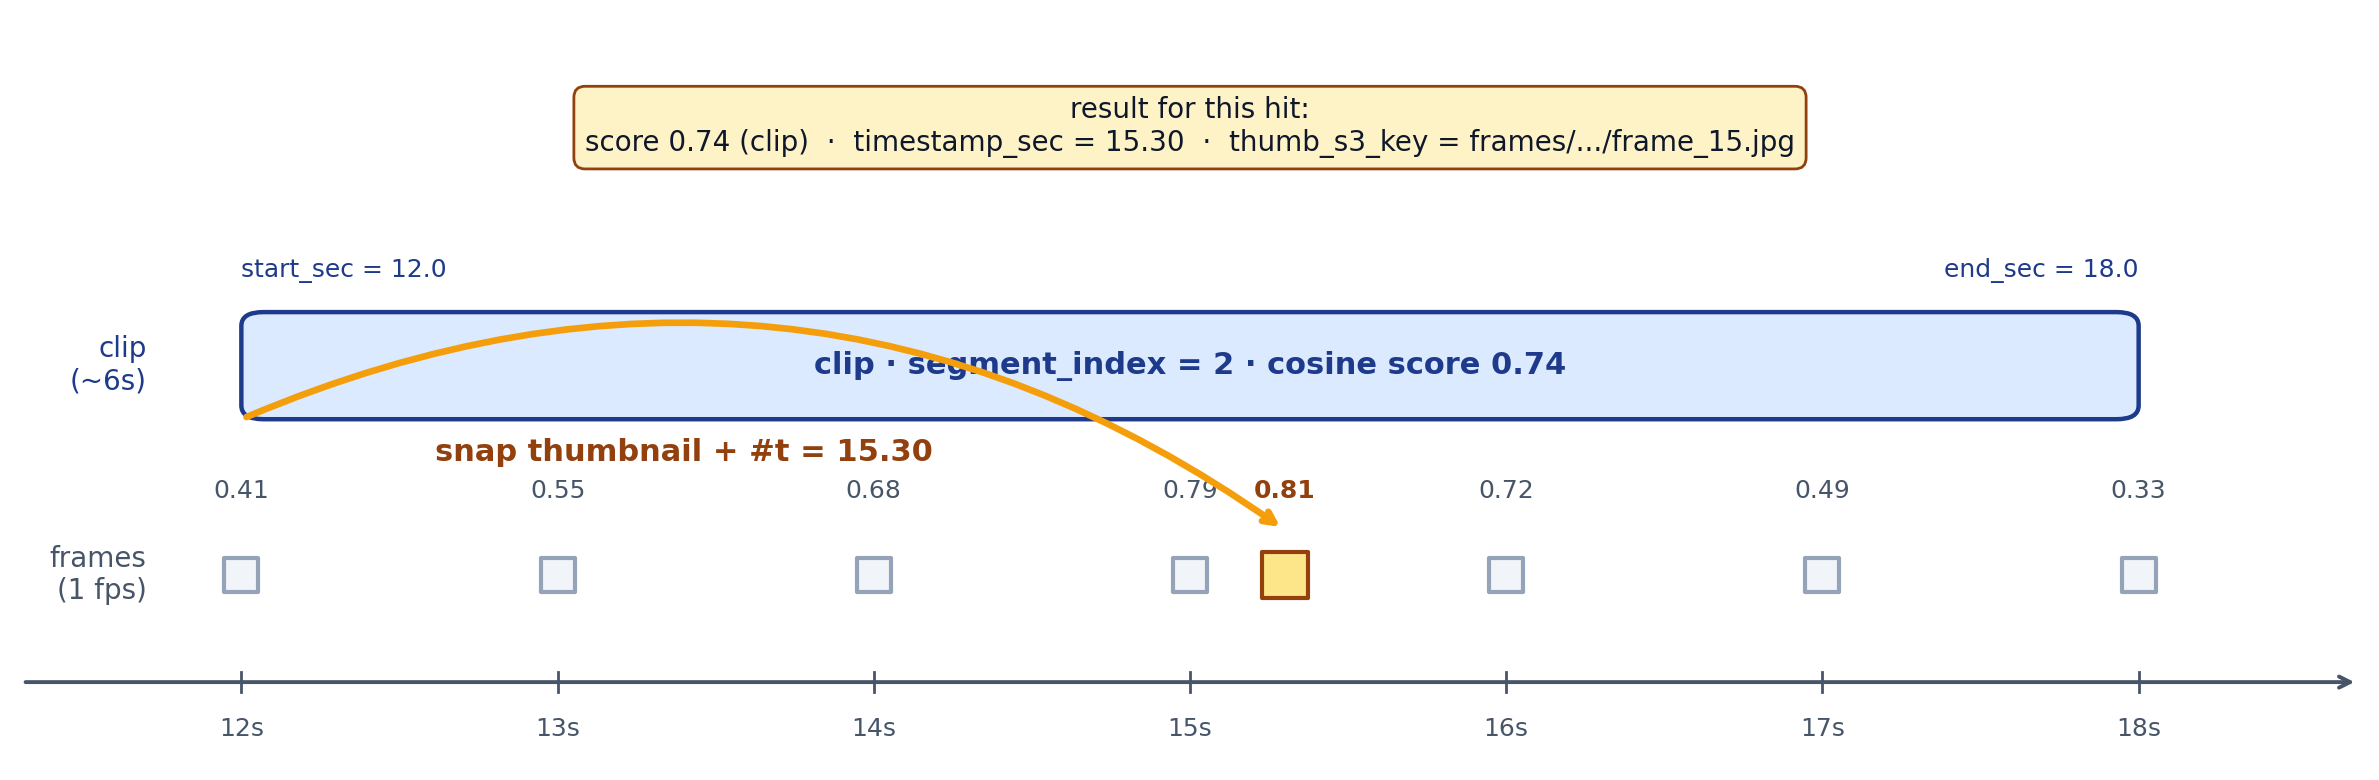 result for this hit:
score 0.74 (clip) · timestamp_sec = 15.30 · thumb_s3_key = frames/.../frame_15.jpg
start_sec = 12.0
end_sec = 18.0
clip
(~6s)
clip · segment_index = 2 · cosine score 0.74
snap thumbnail + #t = 15.30
0.41 0.55 0.68 0.79 0.81 0.72 0.49 0.33
frames
(1 fps)
12s 13s 14s 15s 16s 17s 18s